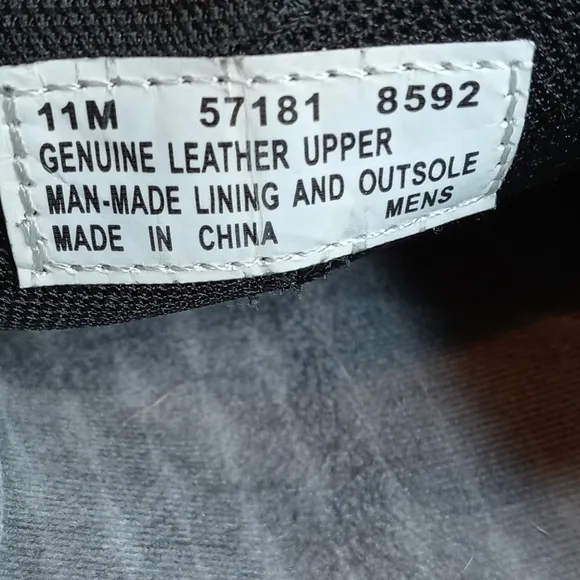 11M 57181 8592
GENUINE LEATHER UPPER
MAN-MADE LINING AND OUTSOLE
MADE IN CHINA MENS